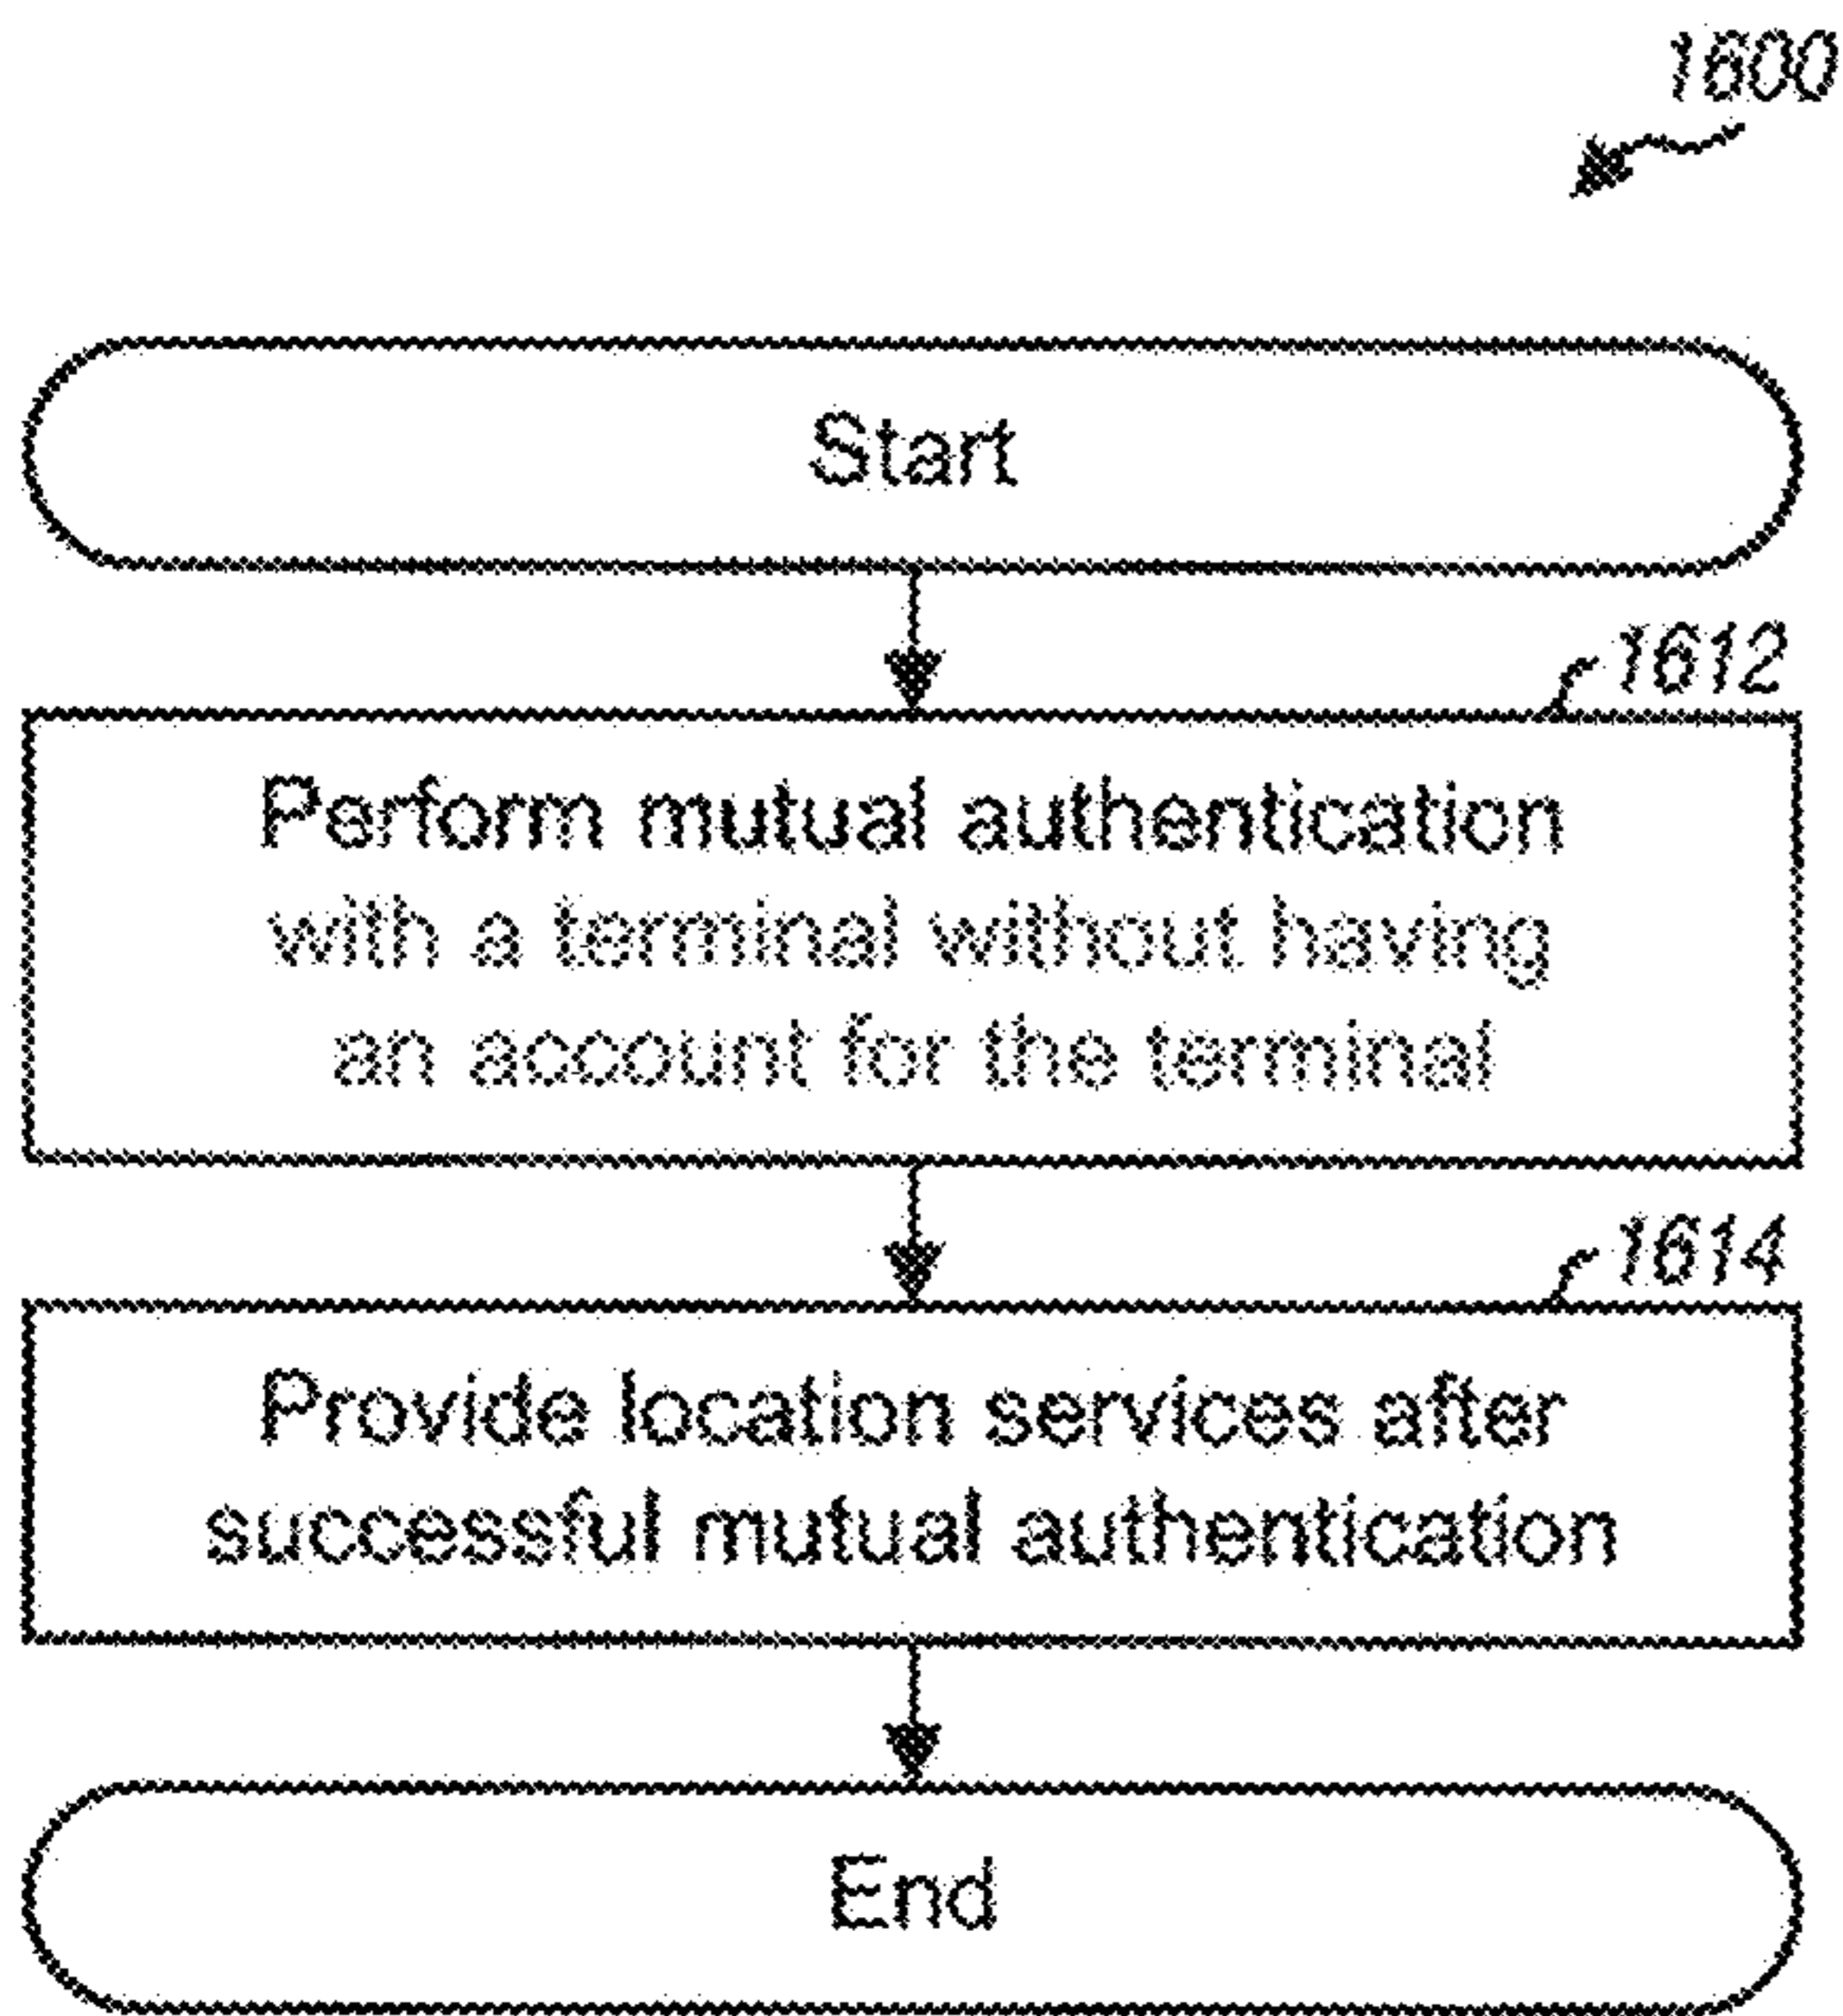 1600
Start
1612
Perform mutual authentication
with a terminal without having
an account for the terminal
1614
Provide location services after
successful mutual authentication
End